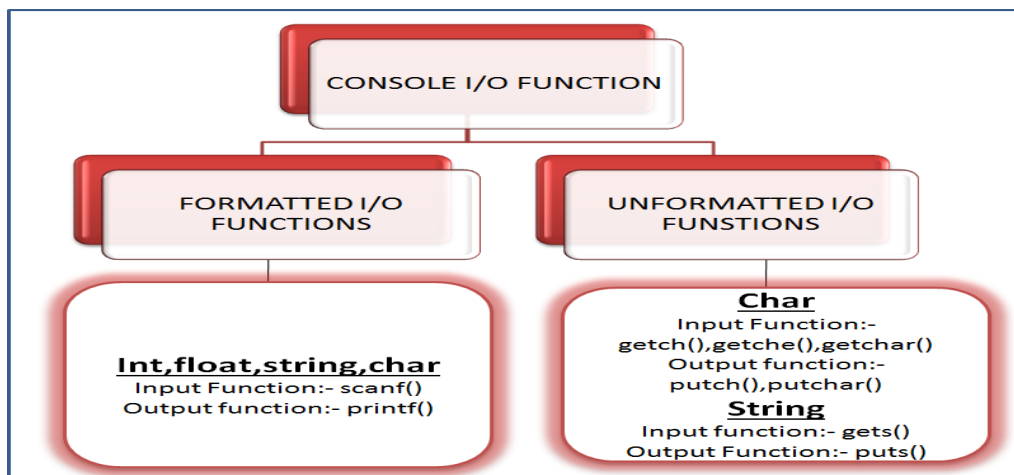 CONSOLE I/O FUNCTION
FORMATTED I/O
FUNCTIONS
UNFORMATTED I/O
FUNSTIONS
Int,float,string,char
Input Function:- scanf()
Output function:- printf()
Char
Input Function:-
getch(),getche(),getchar()
Output function:-
putch(),putchar()
String
Input function:- gets()
Output Function:- puts()